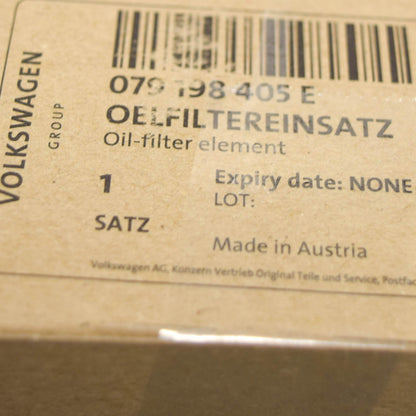 VOLKSWAGEN
GROUP
079 198 405 E
OELFILTEREINSATZ
Oil-filter element
1
SATZ
Expiry date: NONE
LOT:
Made in Austria
Volkswagen AG, Konzern Vertrieb Original Teile und Service, Postfac